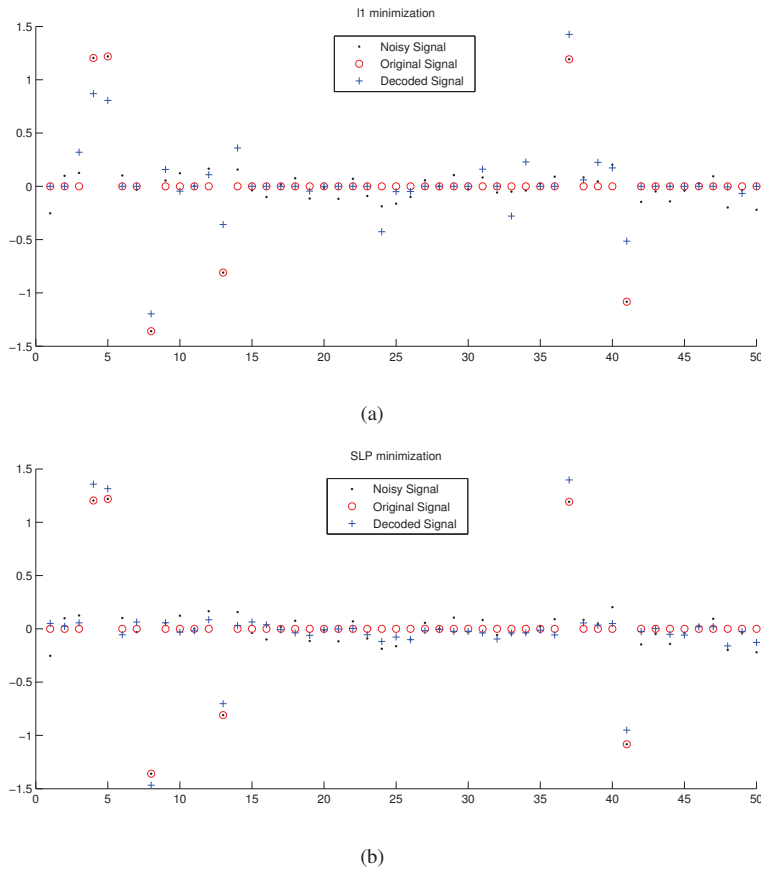 l1 minimization
Noisy Signal
Original Signal
Decoded Signal
1.5
1
0.5
0
−0.5
−1
−1.5
0 5 10 15 20 25 30 35 40 45 50
(a)
SLP minimization
Noisy Signal
Original Signal
Decoded Signal
1.5
1
0.5
0
−0.5
−1
−1.5
0 5 10 15 20 25 30 35 40 45 50
(b)